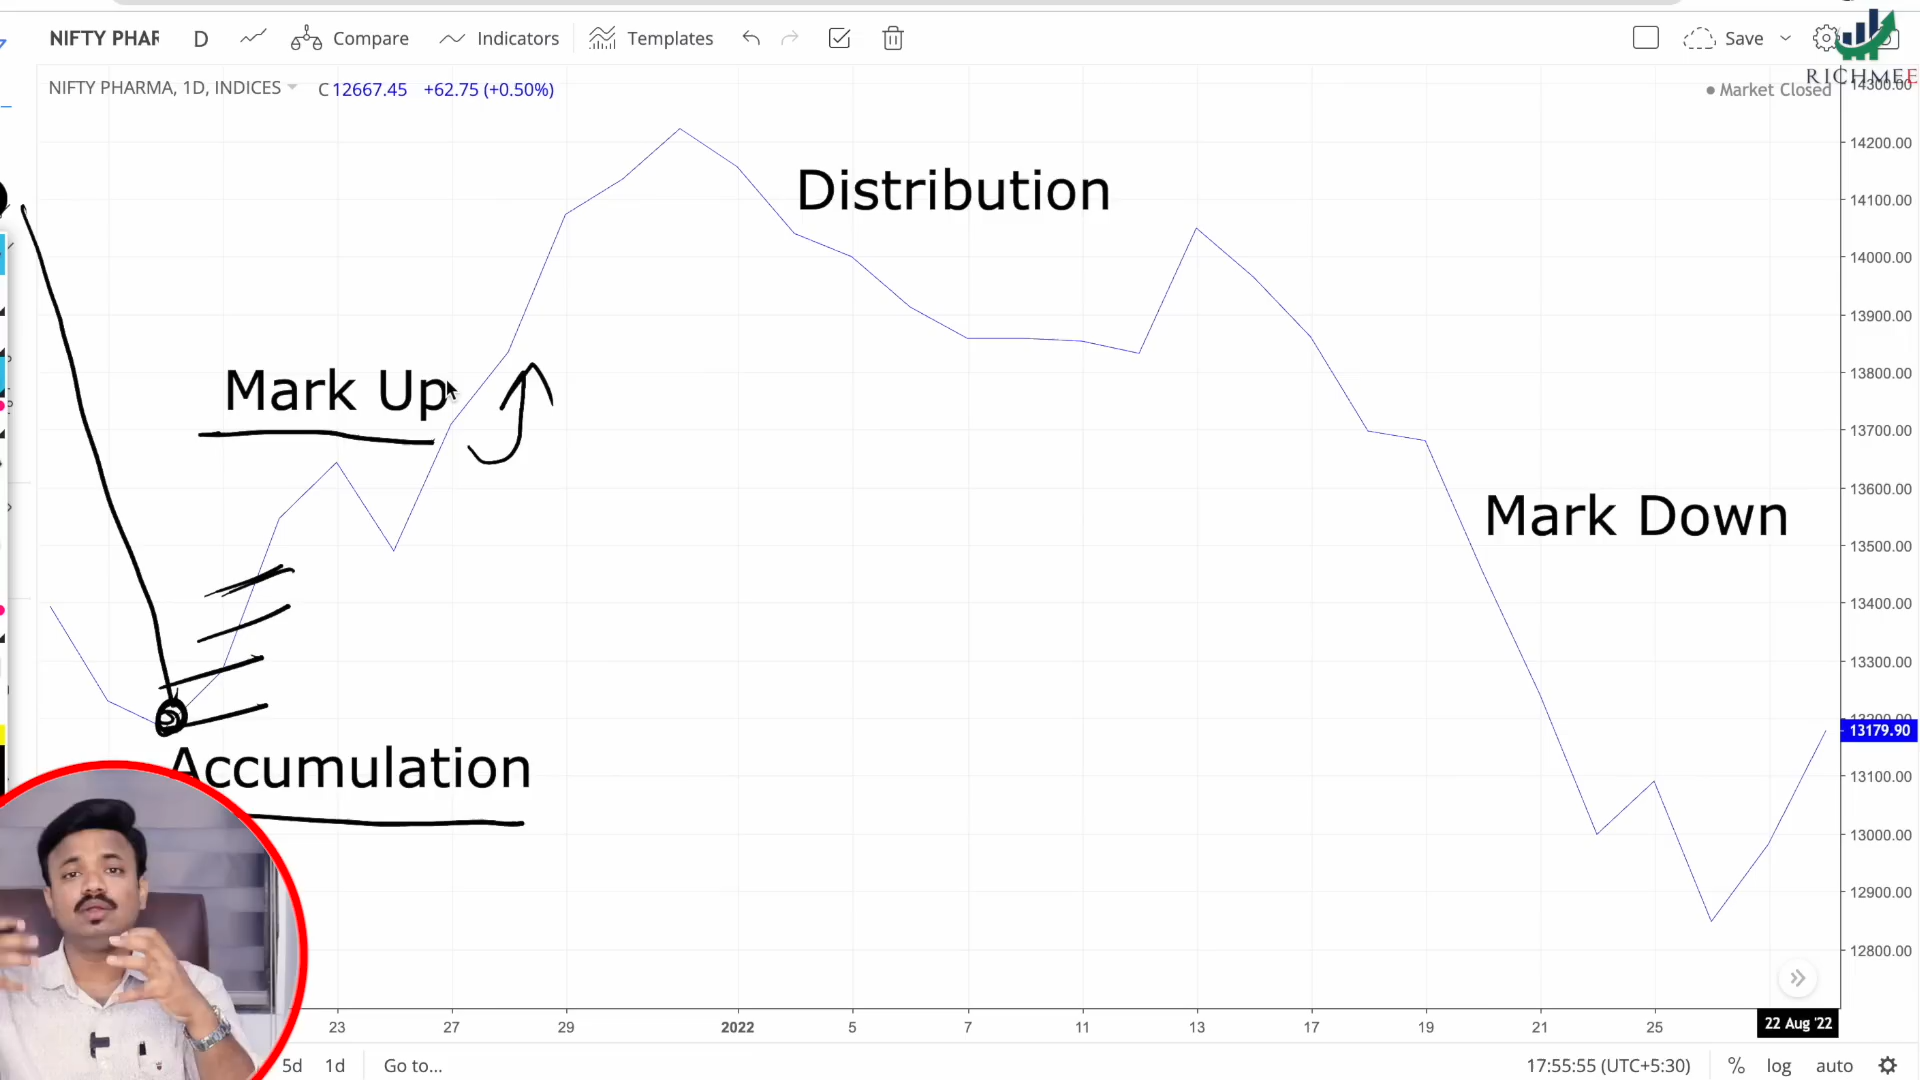 NIFTY PHAR D Compare Indicators Templates Save
RICHMEE
NIFTY PHARMA, 1D, INDICES C12667.45 +62.75 (+0.50%) Market Closed
14300.00
14200.00
Distribution
14100.00
14000.00
13900.00
Mark Up
13800.00
13700.00
13600.00
Mark Down
13500.00
13400.00
13300.00
13200.00
13179.90
Accumulation
13100.00
13000.00
12900.00
12800.00
23 27 29 2022 5 7 11 13 17 19 21 25 22 Aug '22
5d 1d Go to... 17:55:55 (UTC+5:30) % log auto